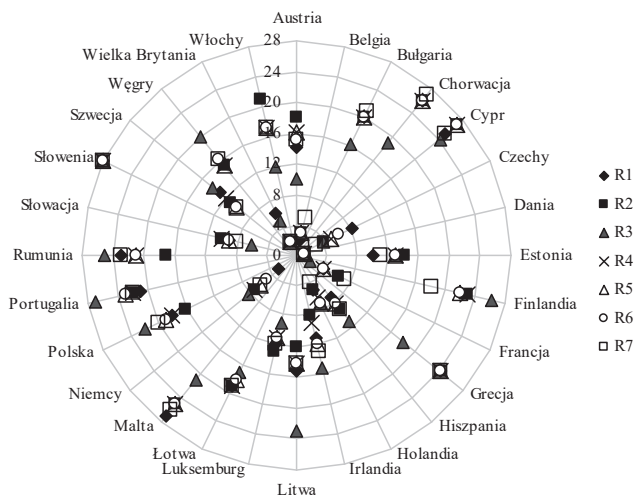 Austria
Belgia
Bułgaria
Chorwacja
Cypr
Czechy
Dania
Estonia
Finlandia
Francja
Grecja
Hiszpania
Holandia
Irlandia
Litwa
Luksemburg
Łotwa
Malta
Niemcy
Polska
Portugalia
Rumunia
Słowacja
Słowenia
Szwecja
Węgry
Wielka Brytania
Włochy
28
24
20
16
12
8
4
0
R1
R2
R3
R4
R5
R6
R7